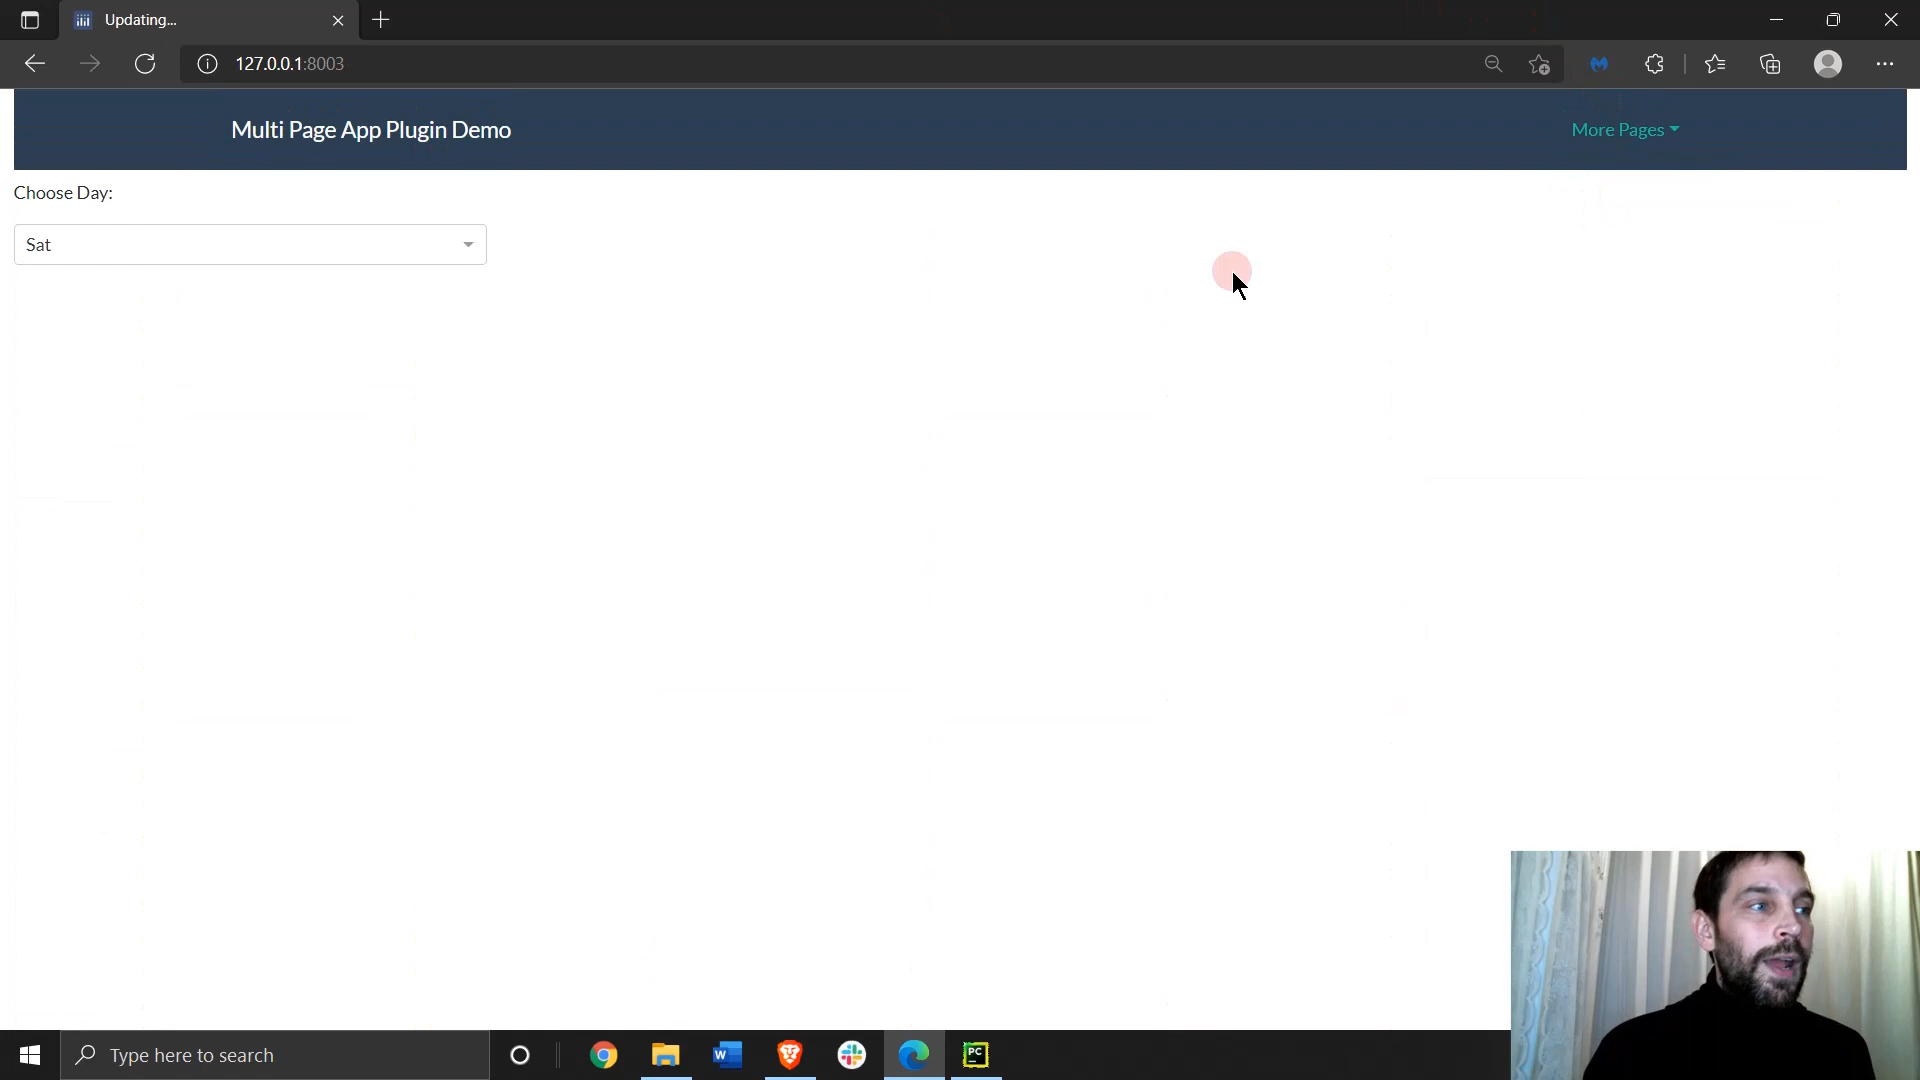 Updating...
127.0.0.1:8003
Multi Page App Plugin Demo
More Pages
Choose Day:
Sat
Type here to search
W
PC